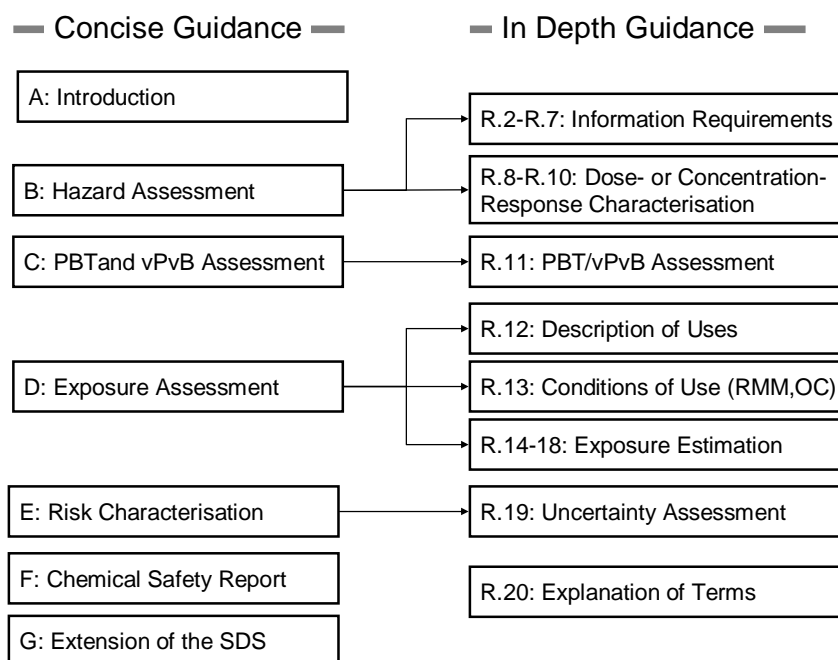 Concise Guidance
In Depth Guidance
A: Introduction
R.2-R.7: Information Requirements
B: Hazard Assessment
R.8-R.10: Dose- or Concentration-
Response Characterisation
C: PBTand vPvB Assessment
R.11: PBT/vPvB Assessment
R.12: Description of Uses
D: Exposure Assessment
R.13: Conditions of Use (RMM,OC)
R.14-18: Exposure Estimation
E: Risk Characterisation
R.19: Uncertainty Assessment
F: Chemical Safety Report
R.20: Explanation of Terms
G: Extension of the SDS